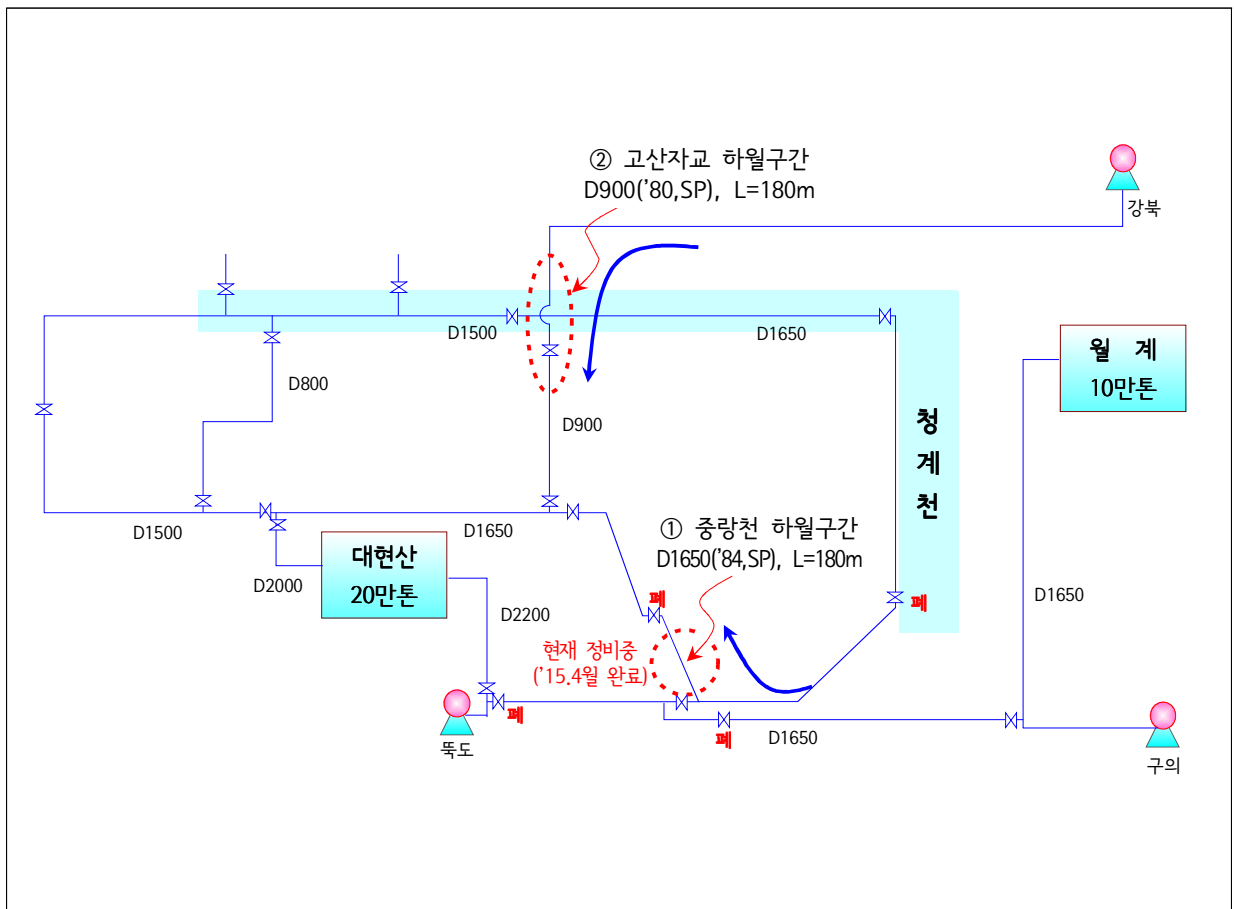 ② 고산자교 하월구간
D900('80,SP), L=180m
강북
D1500
D1650
월 계
10만톤
D800
D900
청
계
천
D1500
D1650
① 중랑천 하월구간
D1650('84,SP), L=180m
대현산
20만톤
D2000
D2200
D1650
폐
폐
현재 정비중
('15.4월 완료)
폐
뚝도
폐
D1650
구의